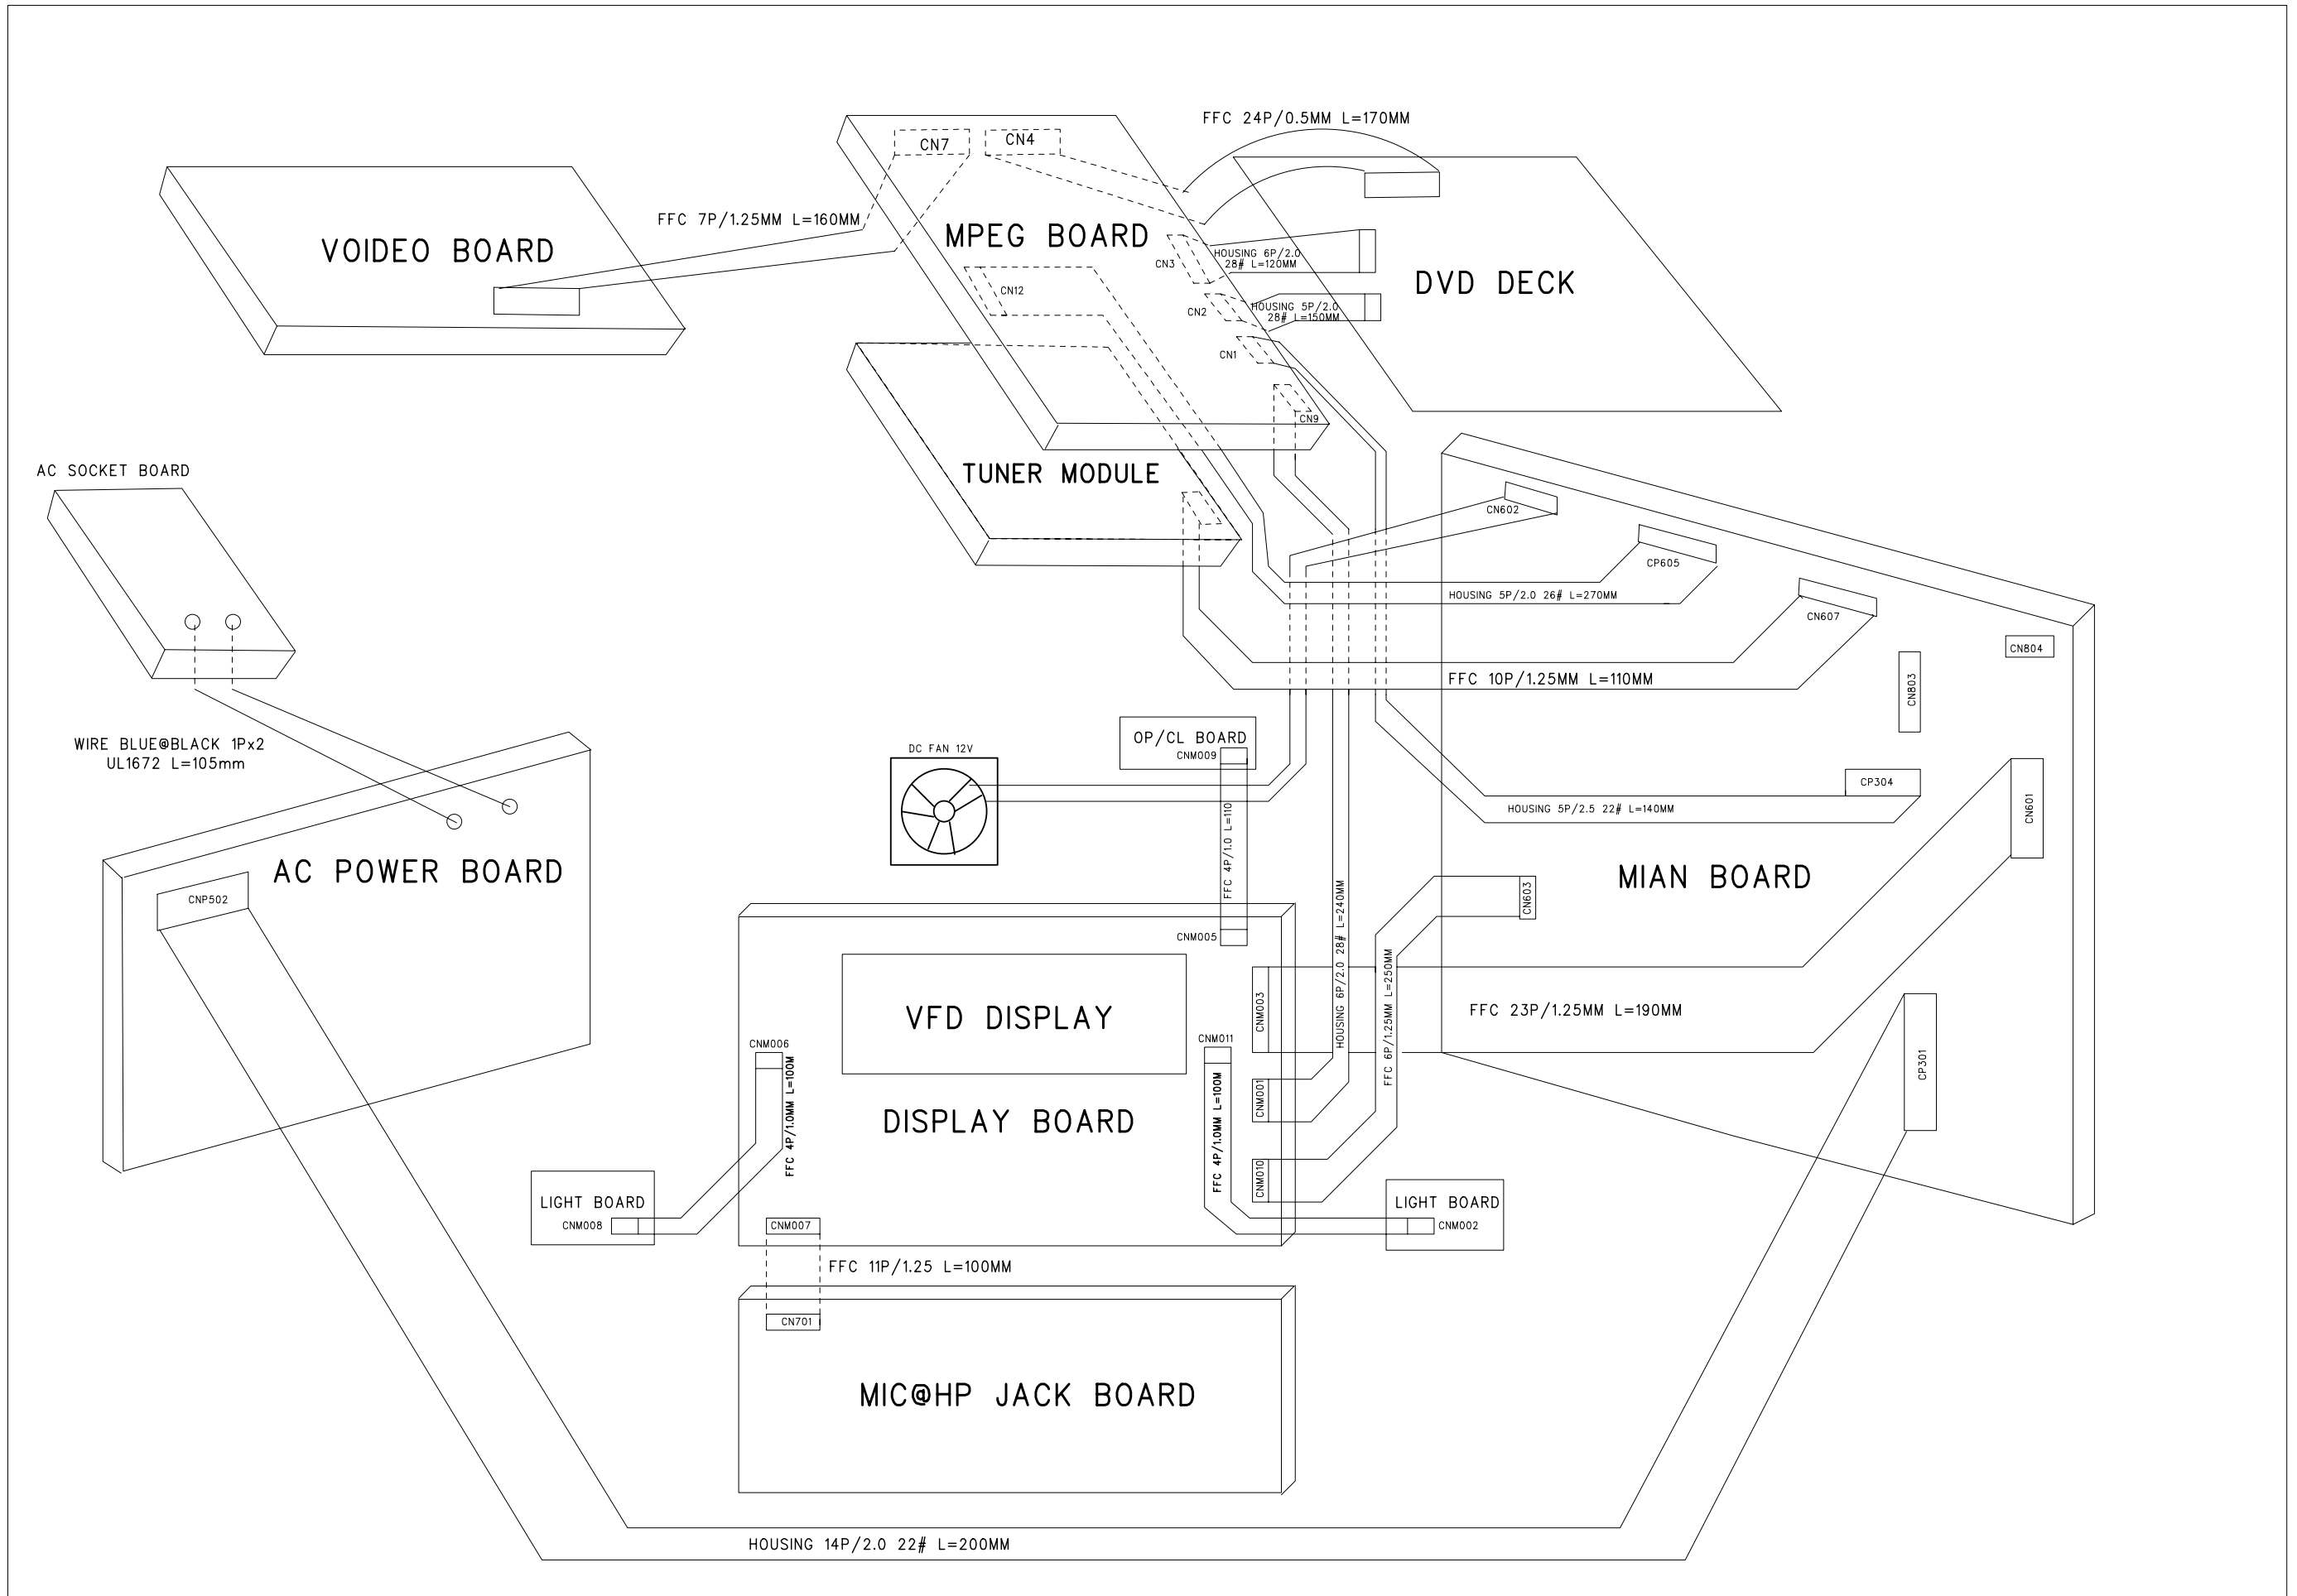 FFC 24P/0.5MM L=170MM
CN7
CN4
FFC 7P/1.25MM L=160MM
VOIDEO BOARD
MPEG BOARD
HOUSING 6P/2.0
28# L=120MM
CN3
DVD DECK
CN12
CN2
HOUSING 5P/2.0
28# L=150MM
CN1
CN9
AC SOCKET BOARD
TUNER MODULE
CN602
CP605
HOUSING 5P/2.0 26# L=270MM
CN607
CN804
FFC 10P/1.25MM L=110MM
CN803
WIRE BLUE@BLACK 1Px2
UL1672 L=105mm
DC FAN 12V
OP/CL BOARD
CNM009
CP304
HOUSING 5P/2.5 22# L=140MM
CN601
FFC 4P/1.0 L=110
AC POWER BOARD
MIAN BOARD
CNP502
CN603
CNM005
HOUSING 6P/2.0 28# L=240MM
FFC 6P/1.25MM L=250MM
CNM003
VFD DISPLAY
FFC 23P/1.25MM L=190MM
CNM006
CNM011
CP301
FFC 4P/1.0MM L=100M
FFC 4P/1.0MM L=100M
CNM001
DISPLAY BOARD
CNM010
LIGHT BOARD
CNM008
CNM007
LIGHT BOARD
CNM002
FFC 11P/1.25 L=100MM
CN701
MIC@HP JACK BOARD
HOUSING 14P/2.0 22# L=200MM